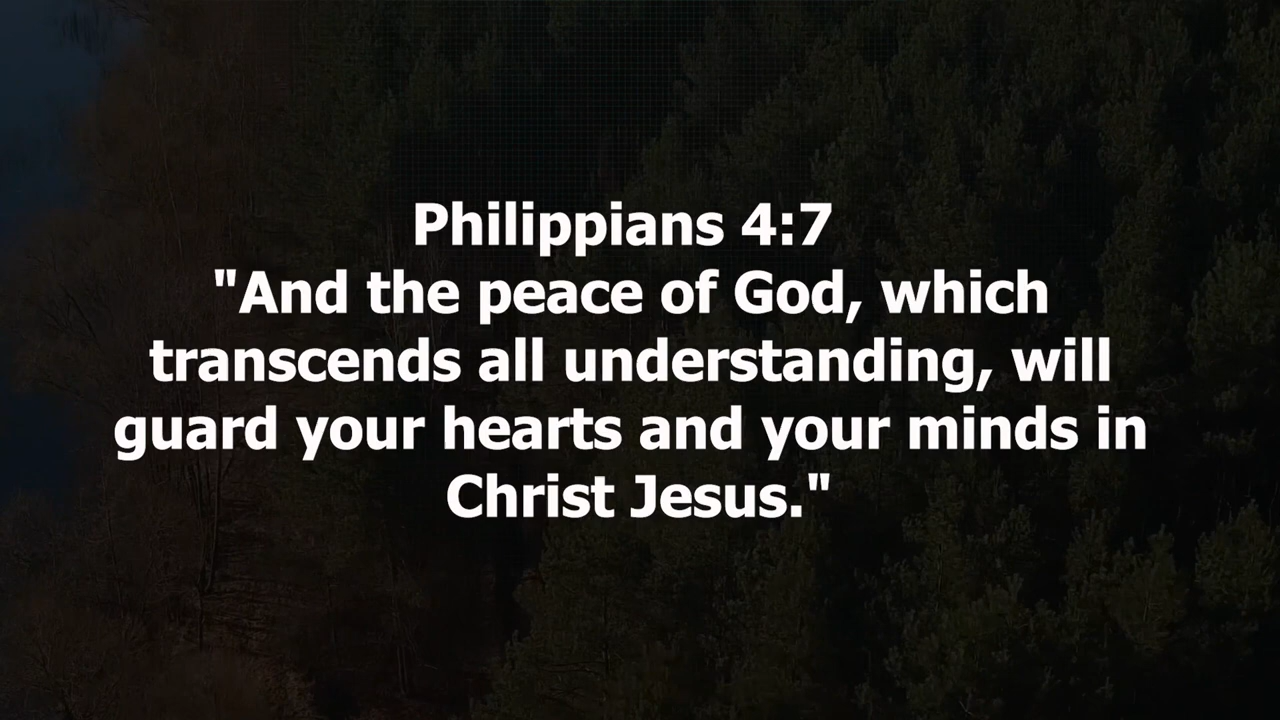 Philippians 4:7
"And the peace of God, which
transcends all understanding, will
guard your hearts and your minds in
Christ Jesus."